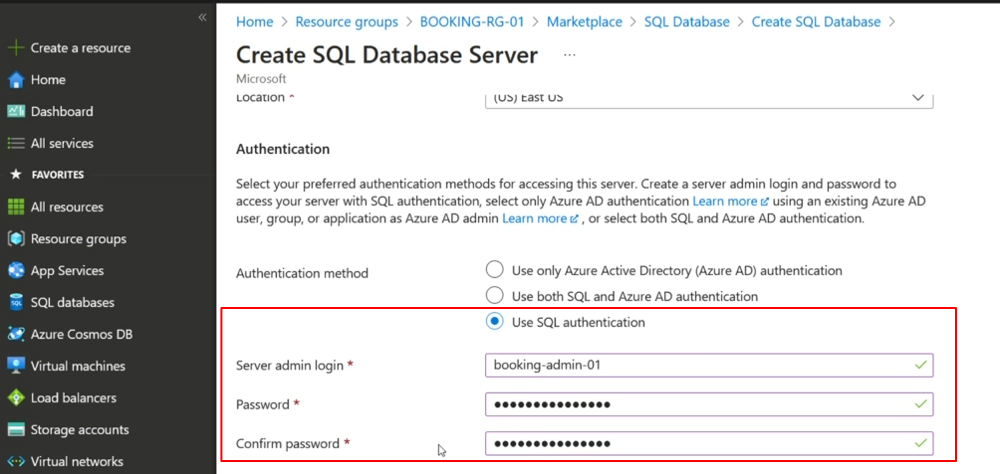 «
Create a resource
Home
Dashboard
All services
FAVORITES
All resources
Resource groups
App Services
SQL databases
Azure Cosmos DB
Virtual machines
Load balancers
Storage accounts
Virtual networks
Home > Resource groups > BOOKING-RG-01 > Marketplace > SQL Database > Create SQL Database >
Create SQL Database Server ...
Microsoft
Location *
(US) East US
Authentication
Select your preferred authentication methods for accessing this server. Create a server admin login and password to
access your server with SQL authentication, select only Azure AD authentication Learn more using an existing Azure AD
user, group, or application as Azure AD admin Learn more , or select both SQL and Azure AD authentication.
Authentication method
Use only Azure Active Directory (Azure AD) authentication
Use both SQL and Azure AD authentication
Use SQL authentication
Server admin login *
booking-admin-01
Password *
•••••••••••••••
Confirm password *
•••••••••••••••